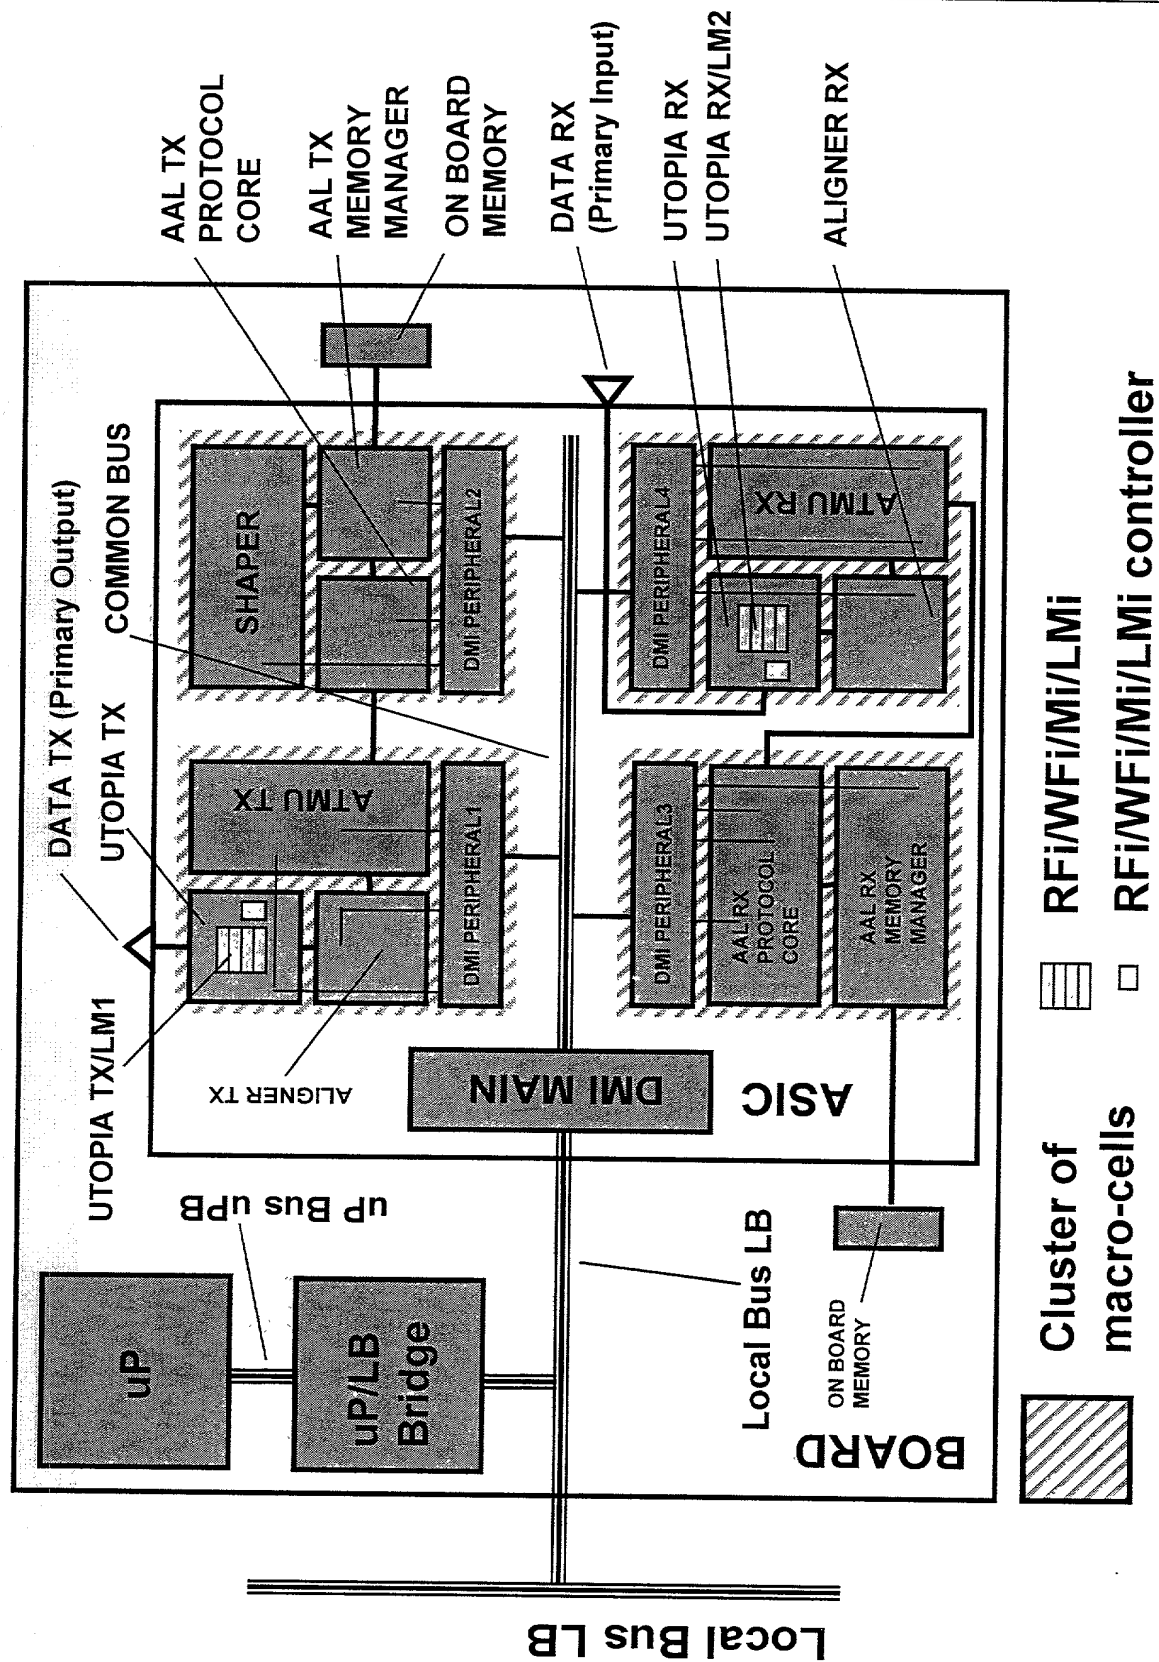 DATA TX (Primary Output)
UTOPIA TX
COMMON BUS
UTOPIA TX/LM1
ALIGNER TX
AAL TX
PROTOCOL
CORE
AAL TX
MEMORY
MANAGER
ON BOARD
MEMORY
DATA RX
(Primary Input)
UTOPIA RX
UTOPIA RX/LM2
ALIGNER RX
uP
uP Bus uPB
uP/LB
Bridge
ATMU TX
SHAPER
DMI PERIPHERAL1
DMI PERIPHERAL2
DMI MAIN
ASIC
DMI PERIPHERAL3
DMI PERIPHERAL4
AAL RX
PROTOCOL
CORE
AAL RX
MEMORY
MANAGER
ATMU RX
Local Bus LB
Local Bus LB
ON BOARD
MEMORY
BOARD
Cluster of
macro-cells
RFi/WFi/Mi/LMi
RFi/WFi/Mi/LMi controller